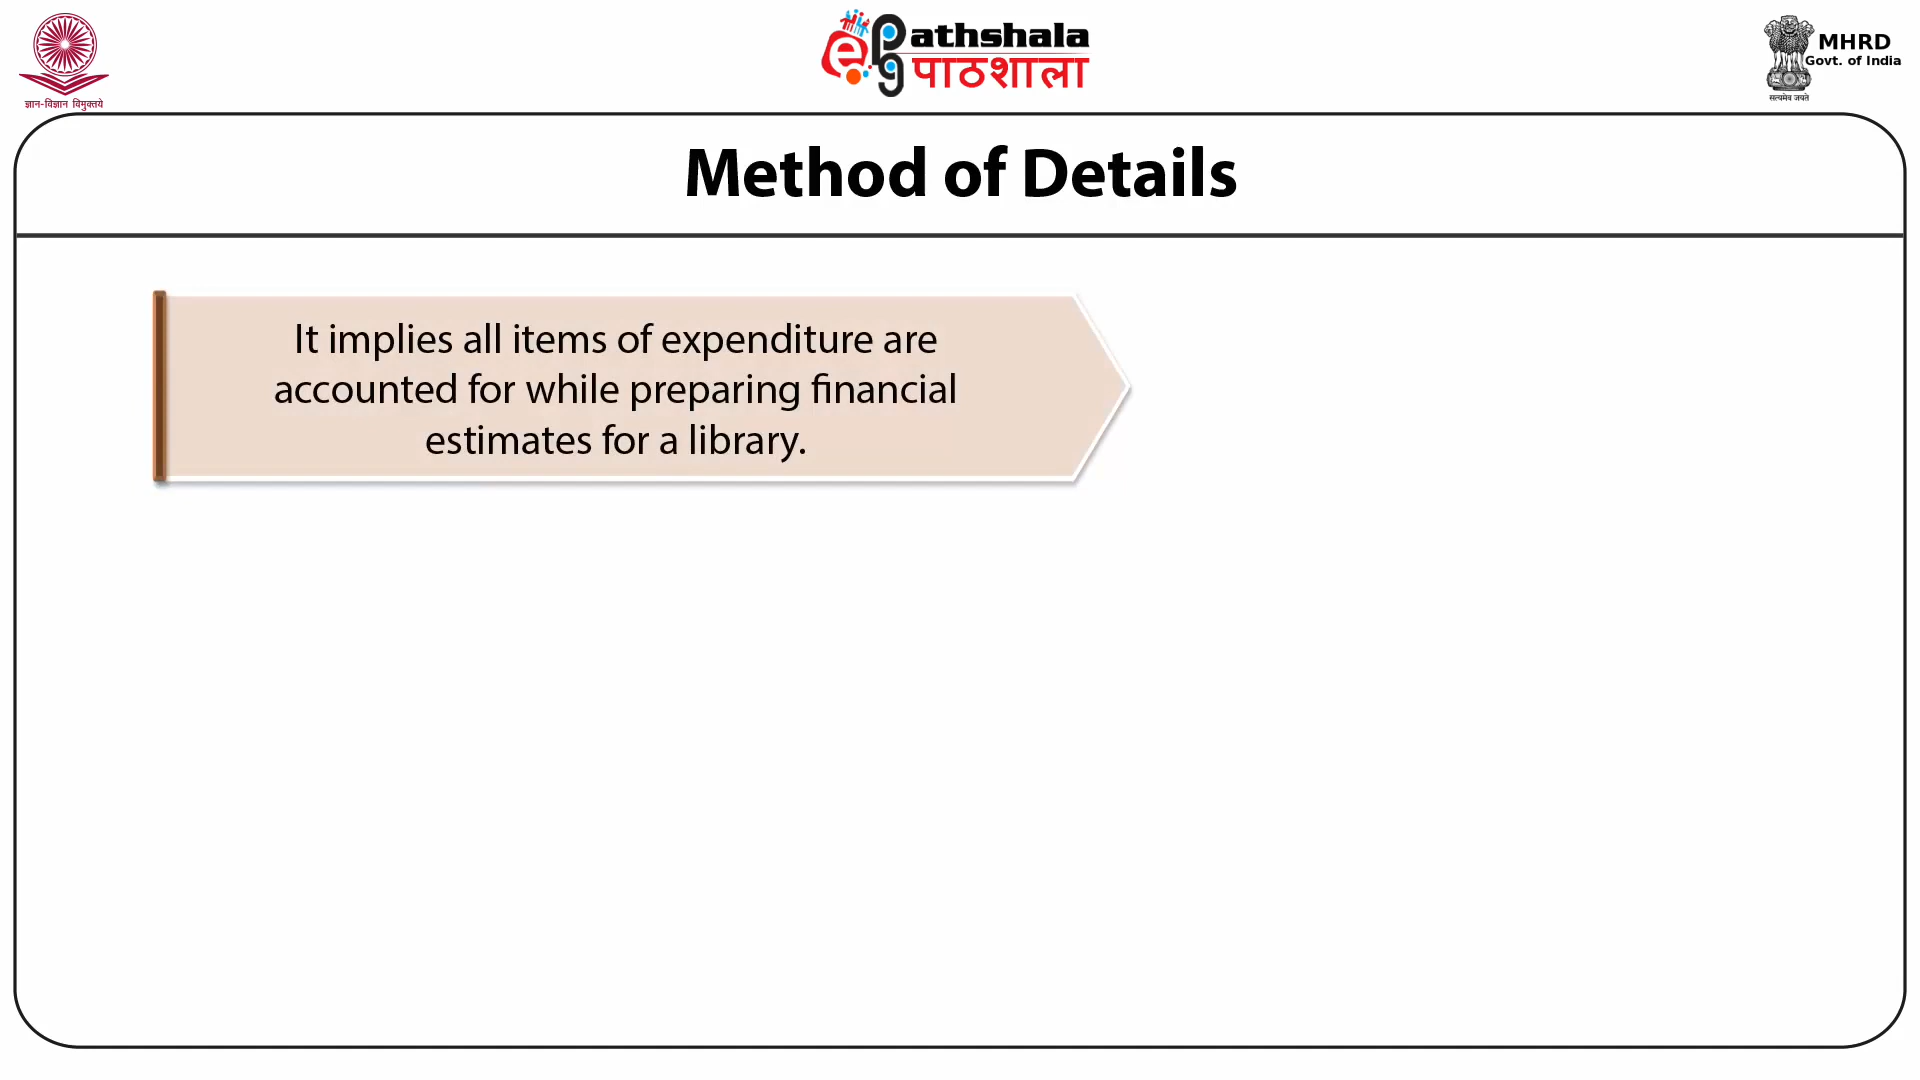 ज्ञान-विज्ञान विमुक्तये
ePG Pathshala
पाठशाला
MHRD
Govt. of India
सत्यमेव जयते
Method of Details
It implies all items of expenditure are
accounted for while preparing financial
estimates for a library.